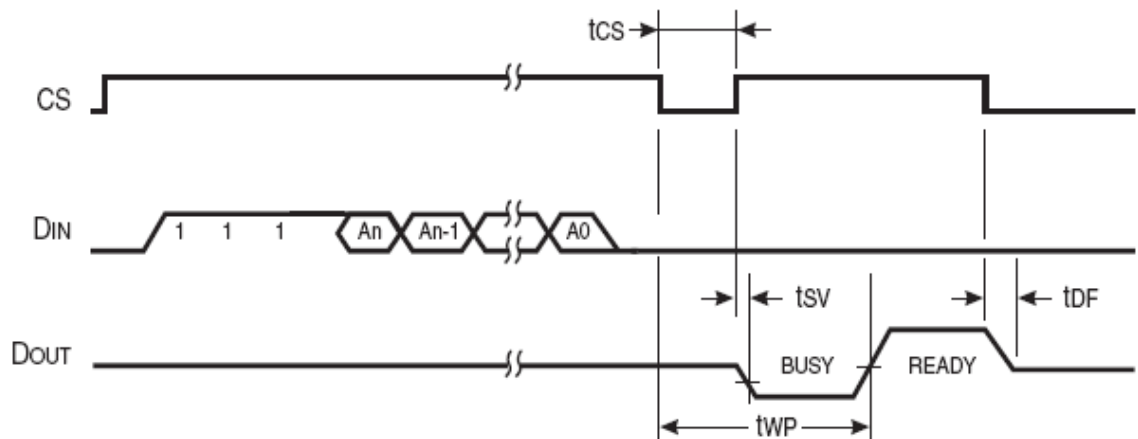 tCS
CS
DIN 1 1 1 An An-1 A0
tSV tDF
DOUT BUSY READY
tWP